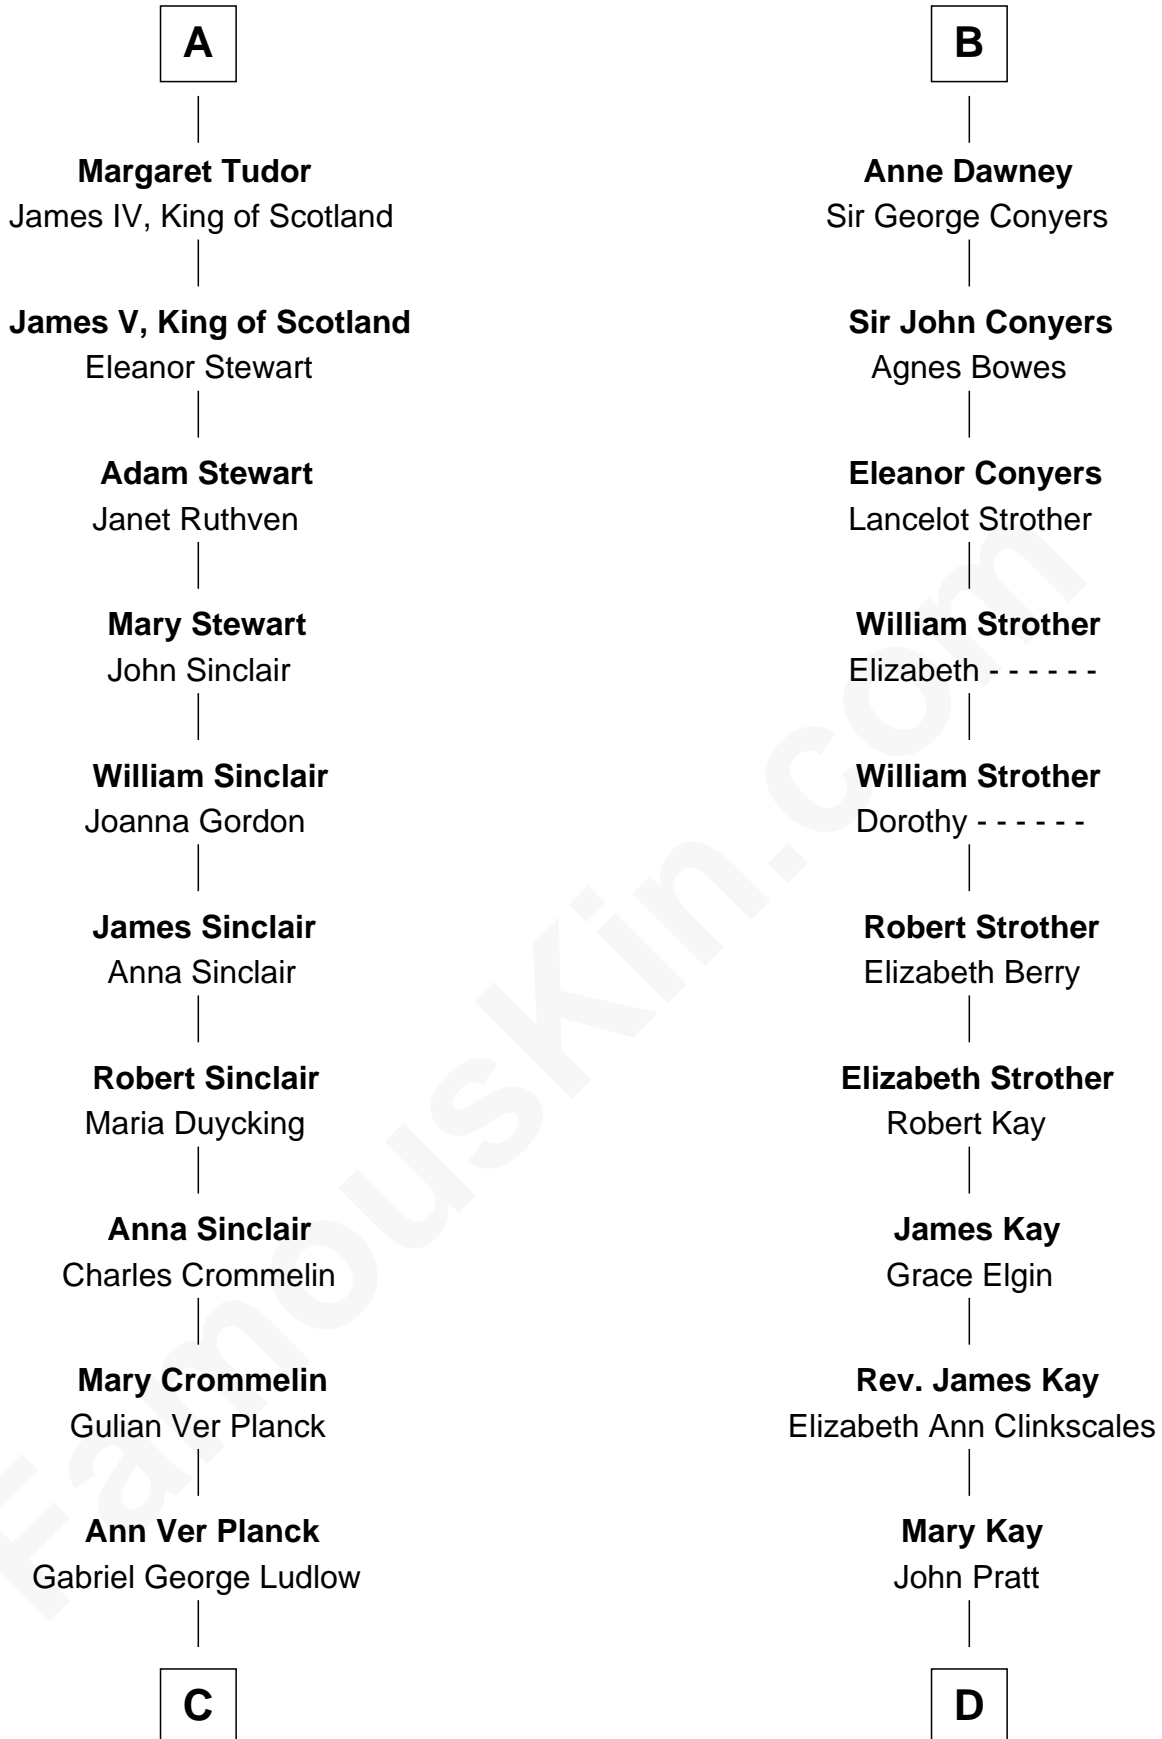 A
Margaret Tudor
James IV, King of Scotland
James V, King of Scotland
Eleanor Stewart
Adam Stewart
Janet Ruthven
Mary Stewart
John Sinclair
William Sinclair
Joanna Gordon
James Sinclair
Anna Sinclair
Robert Sinclair
Maria Duycking
Anna Sinclair
Charles Crommelin
Mary Crommelin
Gulian Ver Planck
Ann Ver Planck
Gabriel George Ludlow
C
B
Anne Dawney
Sir George Conyers
Sir John Conyers
Agnes Bowes
Eleanor Conyers
Lancelot Strother
William Strother
Elizabeth - - - - - -
William Strother
Dorothy - - - - - -
Robert Strother
Elizabeth Berry
Elizabeth Strother
Robert Kay
James Kay
Grace Elgin
Rev. James Kay
Elizabeth Ann Clinkscales
Mary Kay
John Pratt
D
FamousKin.com